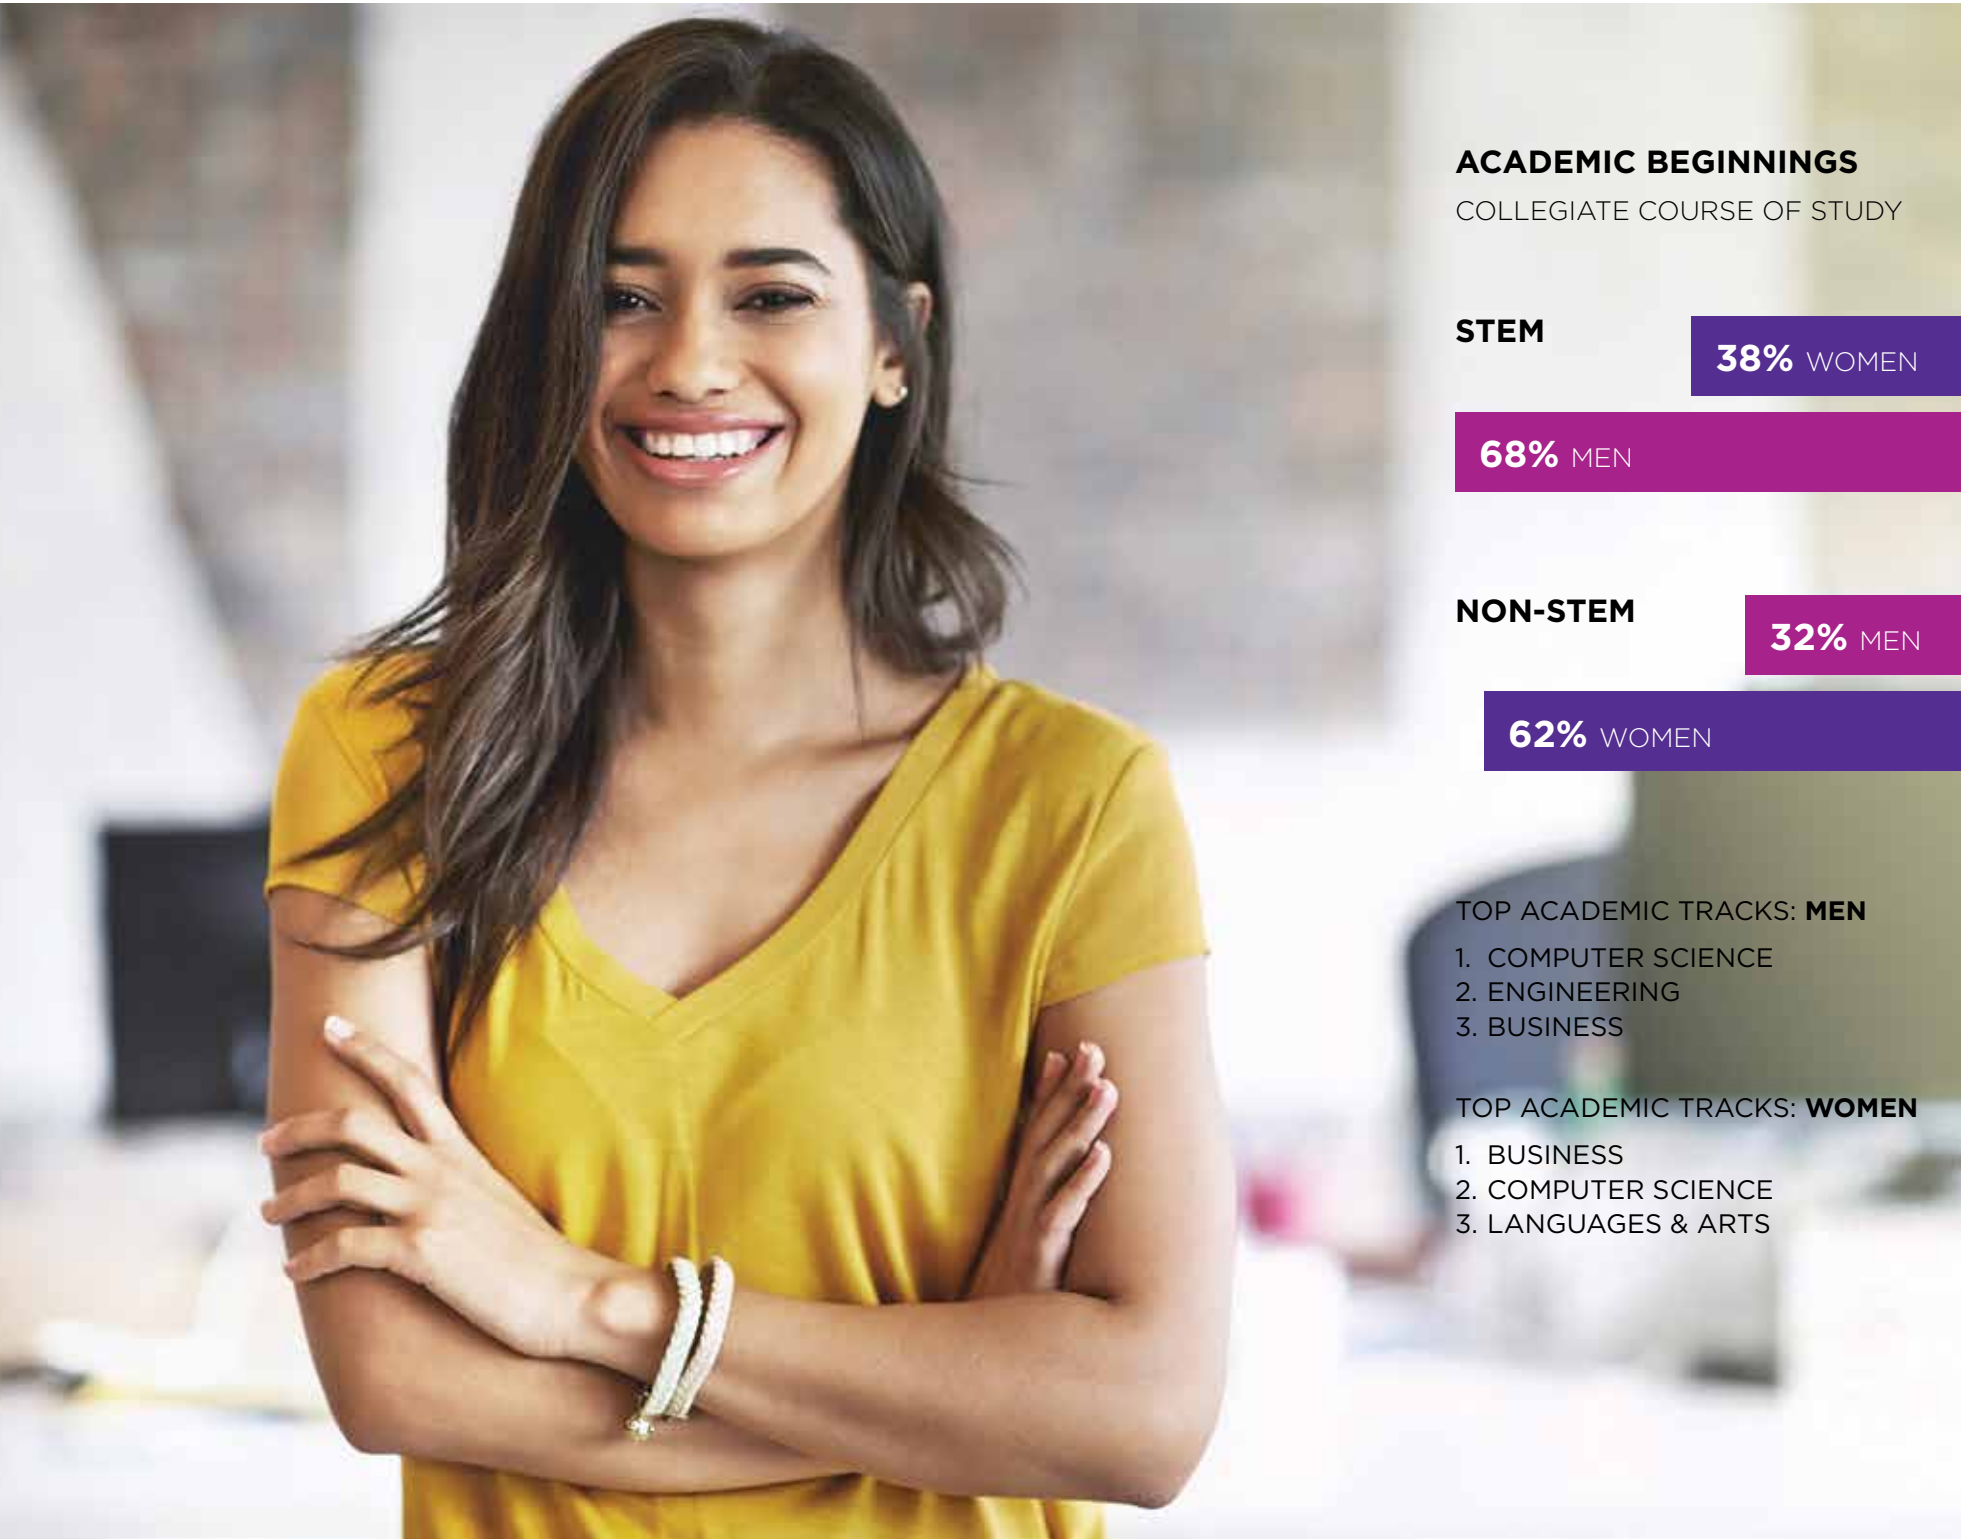 ACADEMIC BEGINNINGS
COLLEGIATE COURSE OF STUDY
STEM
38% WOMEN
68% MEN
NON-STEM
32% MEN
62% WOMEN
TOP ACADEMIC TRACKS: MEN
1. COMPUTER SCIENCE
2. ENGINEERING
3. BUSINESS
TOP ACADEMIC TRACKS: WOMEN
1. BUSINESS
2. COMPUTER SCIENCE
3. LANGUAGES & ARTS